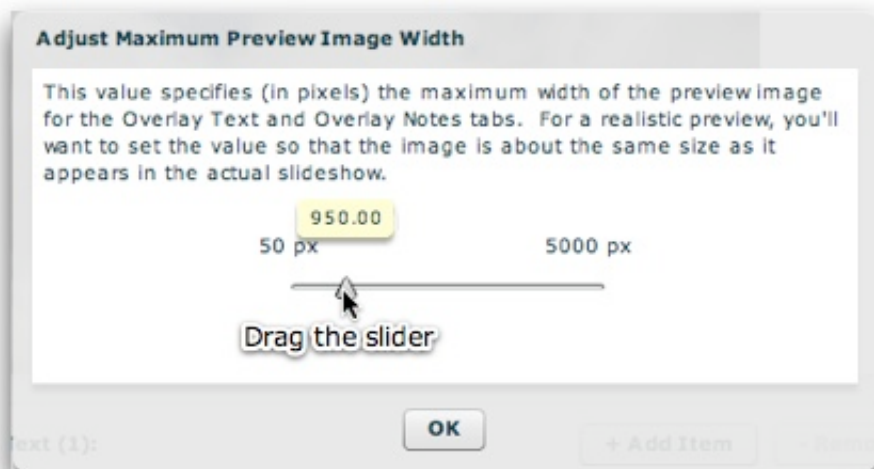 Adjust Maximum Preview Image Width
This value specifies (in pixels) the maximum width of the preview image
for the Overlay Text and Overlay Notes tabs.  For a realistic preview, you'll
want to set the value so that the image is about the same size as it
appears in the actual slideshow.
950.00
50 px 5000 px
Drag the slider
OK
ext (1): + Add Item